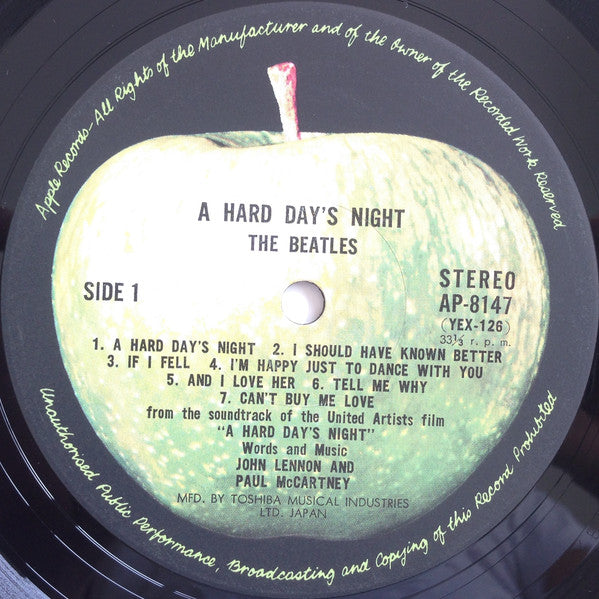 Apple Records-All Rights of the Manufacturer and of the Owner of the Recorded Work Reserved
A HARD DAY'S NIGHT
THE BEATLES
SIDE 1
STEREO
AP-8147
(YEX-126)
33⅓ r. p. m.
1. A HARD DAY'S NIGHT 2. I SHOULD HAVE KNOWN BETTER
3. IF I FELL 4. I'M HAPPY JUST TO DANCE WITH YOU
5. AND I LOVE HER 6. TELL ME WHY
7. CAN'T BUY ME LOVE
from the soundtrack of the United Artists film
"A HARD DAY'S NIGHT"
Words and Music
JOHN LENNON AND
PAUL McCARTNEY
MFD. BY TOSHIBA MUSICAL INDUSTRIES
LTD. JAPAN
Unauthorised Public Performance, Broadcasting and Copying of this Record Prohibited